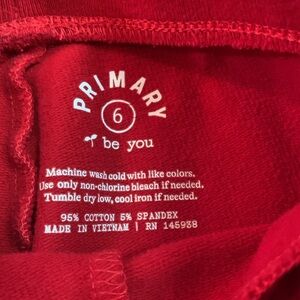 PRIMARY
6
be you
Machine wash cold with like colors.
Use only non-chlorine bleach if needed.
Tumble dry low, cool iron if needed.
95% COTTON 5% SPANDEX
MADE IN VIETNAM | RN 145938